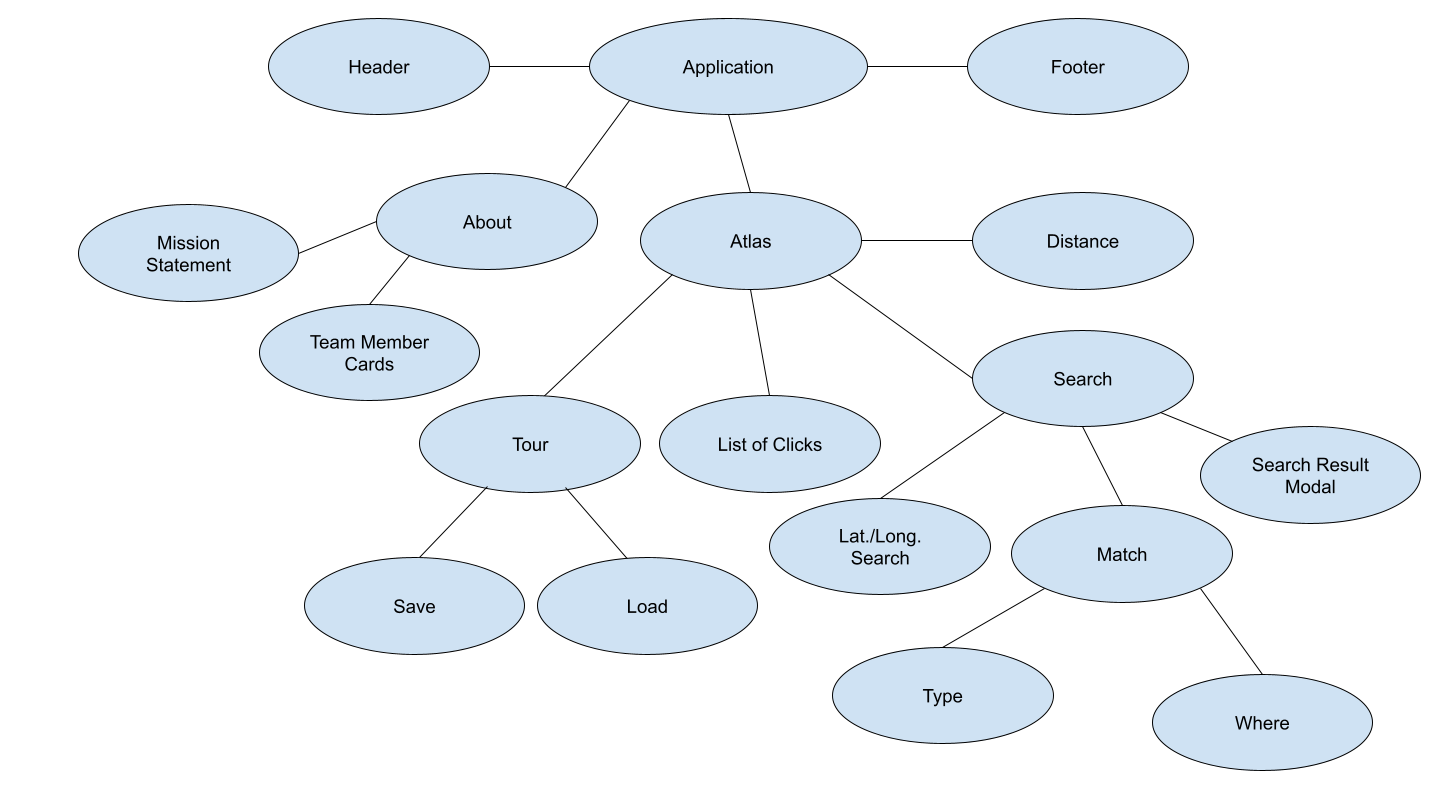 Header
Application
Footer
About
Mission
Statement
Atlas
Distance
Team Member
Cards
Search
Tour
List of Clicks
Search Result
Modal
Lat./Long.
Search
Match
Save
Load
Type
Where